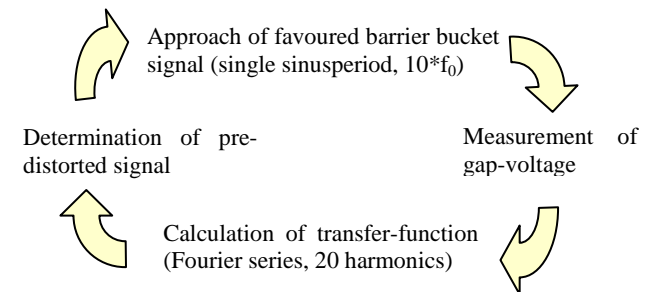 Approach of favoured barrier bucket
signal (single sinusperiod, 10*f₀)
Measurement of
gap-voltage
Calculation of transfer-function
(Fourier series, 20 harmonics)
Determination of pre-
distorted signal